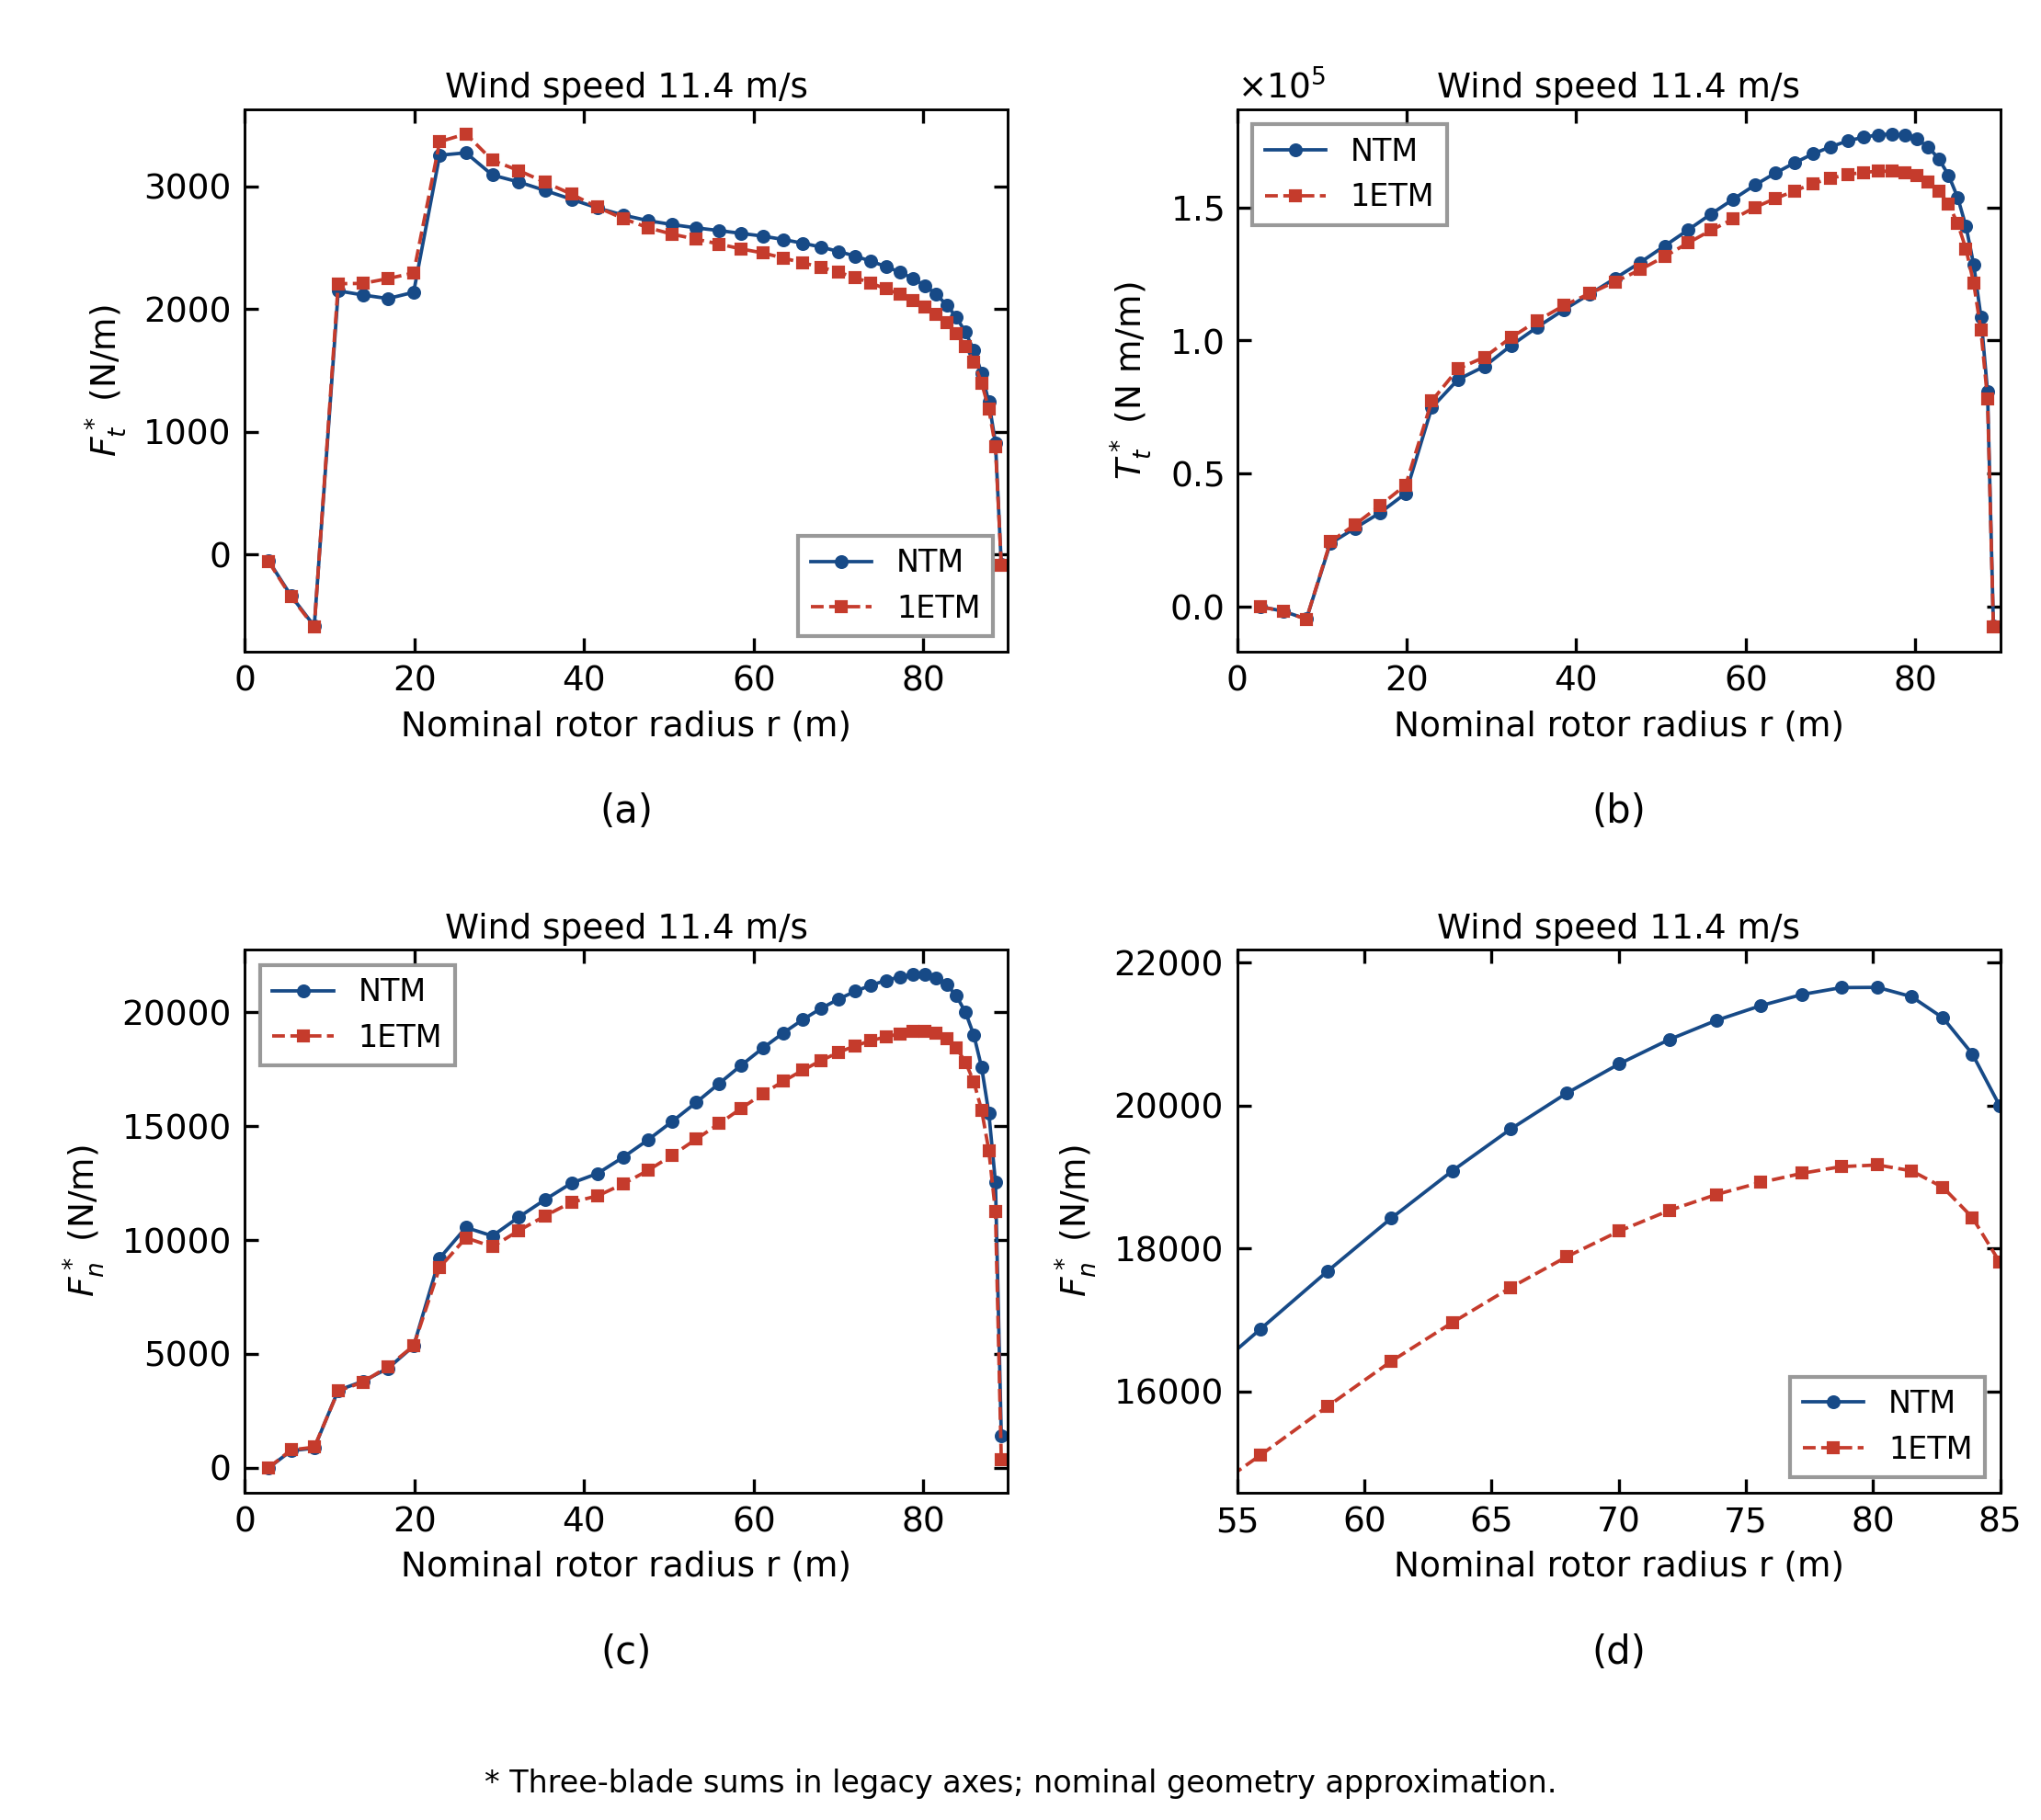 Wind speed 11.4 m/s
F_t^* (N/m)
3000
2000
1000
0
NTM
1ETM
0 20 40 60 80
Nominal rotor radius r (m)
(a)
×10^5
Wind speed 11.4 m/s
T_t^* (N m/m)
1.5
1.0
0.5
0.0
NTM
1ETM
0 20 40 60 80
Nominal rotor radius r (m)
(b)
Wind speed 11.4 m/s
F_n^* (N/m)
20000
15000
10000
5000
0
NTM
1ETM
0 20 40 60 80
Nominal rotor radius r (m)
(c)
Wind speed 11.4 m/s
F_n^* (N/m)
22000
20000
18000
16000
NTM
1ETM
55 60 65 70 75 80 85
Nominal rotor radius r (m)
(d)
* Three-blade sums in legacy axes; nominal geometry approximation.